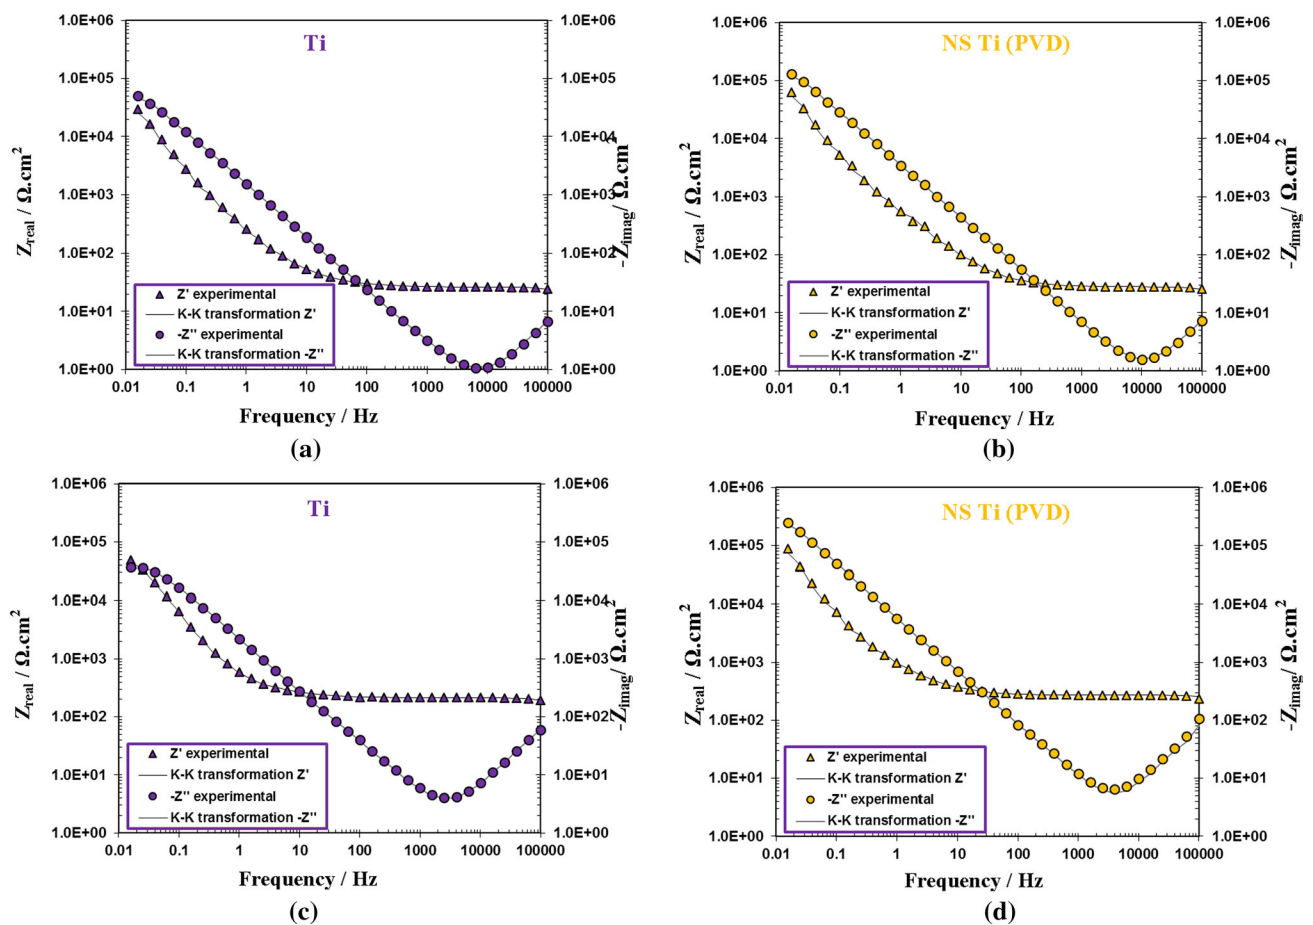 Ti
1.0E+06
1.0E+05
1.0E+04
1.0E+03
1.0E+02
1.0E+01
1.0E+00
Z_real / Ω.cm²
1.0E+06
1.0E+05
1.0E+04
1.0E+03
1.0E+02
1.0E+01
1.0E+00
-Z_imag/ Ω.cm²
Z' experimental
K-K transformation Z'
-Z'' experimental
K-K transformation -Z''
0.01 0.1 1 10 100 1000 10000 100000
Frequency / Hz
(a)
NS Ti (PVD)
1.0E+06
1.0E+05
1.0E+04
1.0E+03
1.0E+02
1.0E+01
1.0E+00
Z_real / Ω.cm²
1.0E+06
1.0E+05
1.0E+04
1.0E+03
1.0E+02
1.0E+01
1.0E+00
-Z_imag/ Ω.cm²
Z' experimental
K-K transformation Z'
-Z'' experimental
K-K transformation -Z''
0.01 0.1 1 10 100 1000 10000 100000
Frequency / Hz
(b)
Ti
1.0E+06
1.0E+05
1.0E+04
1.0E+03
1.0E+02
1.0E+01
1.0E+00
Z_real / Ω.cm²
1.0E+06
1.0E+05
1.0E+04
1.0E+03
1.0E+02
1.0E+01
1.0E+00
-Z_imag/ Ω.cm²
Z' experimental
K-K transformation Z'
-Z'' experimental
K-K transformation -Z''
0.01 0.1 1 10 100 1000 10000 100000
Frequency / Hz
(c)
NS Ti (PVD)
1.0E+06
1.0E+05
1.0E+04
1.0E+03
1.0E+02
1.0E+01
1.0E+00
Z_real / Ω.cm²
1.0E+06
1.0E+05
1.0E+04
1.0E+03
1.0E+02
1.0E+01
1.0E+00
-Z_imag/ Ω.cm²
Z' experimental
K-K transformation Z'
-Z'' experimental
K-K transformation -Z''
0.01 0.1 1 10 100 1000 10000 100000
Frequency / Hz
(d)